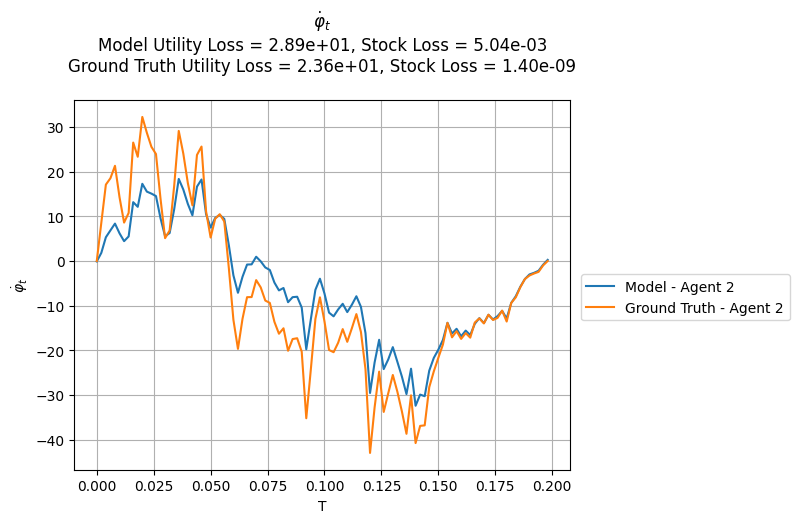 φ̇ₜ
Model Utility Loss = 2.89e+01, Stock Loss = 5.04e-03
Ground Truth Utility Loss = 2.36e+01, Stock Loss = 1.40e-09
30
20
10
0
−10
−20
−30
−40
φ̇ₜ
0.000 0.025 0.050 0.075 0.100 0.125 0.150 0.175 0.200
T
Model - Agent 2
Ground Truth - Agent 2